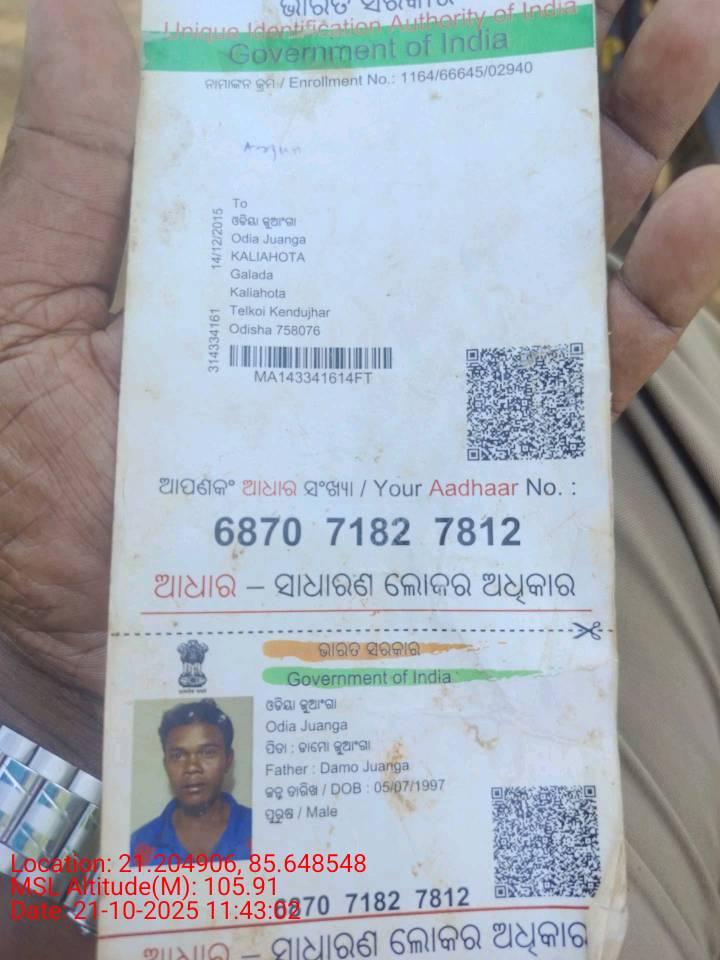 ଭାରତ ସରକାର
Unique Identification Authority of India
Government of India
ନାମାଙ୍କନ କ୍ରମ / Enrollment No.: 1164/66645/02940
Arjun
14/12/2015
314334161
To
ଓଡିୟା ଜୁଆଂଗା
Odia Juanga
KALIAHOTA
Galada
Kaliahota
Telkoi Kendujhar
Odisha 758076
MA143341614FT
ଆପଣଙ୍କ ଆଧାର ସଂଖ୍ୟା / Your Aadhaar No. :
6870 7182 7812
ଆଧାର – ସାଧାରଣ ଲୋକର ଅଧିକାର
ଭାରତ ସରକାର
Government of India
ଓଡିୟା ଜୁଆଂଗା
Odia Juanga
ପିତା : ଡାମୋ ଜୁଆଂଗା
Father : Damo Juanga
ଜନ୍ମ ତାରିଖ / DOB : 05/07/1997
ପୁରୁଷ / Male
6870 7182 7812
ଆଧାର – ସାଧାରଣ ଲୋକର ଅଧିକାର
Location: 21.204906, 85.648548
MSL Altitude(M): 105.91
Date: 21-10-2025 11:43:02